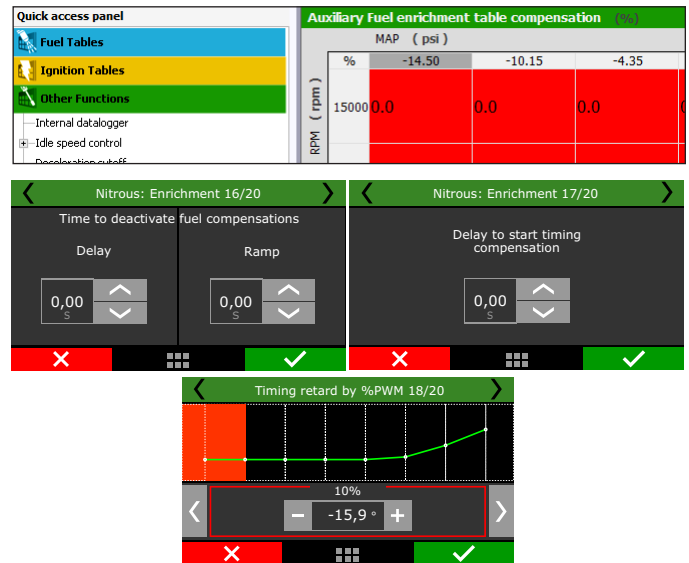 Quick access panel
Fuel Tables
Ignition Tables
Other Functions
Internal datalogger
Idle speed control
Deceleration cutoff
Auxiliary Fuel enrichment table compensation (%)
MAP ( psi )
% -14.50 -10.15 -4.35
RPM ( rpm )
15000 0.0 0.0 0.0
Nitrous: Enrichment 16/20
Time to deactivate fuel compensations
Delay Ramp
0,00 0,00
s s
Nitrous: Enrichment 17/20
Delay to start timing
compensation
0,00
s
Timing retard by %PWM 18/20
10%
-15,9 °